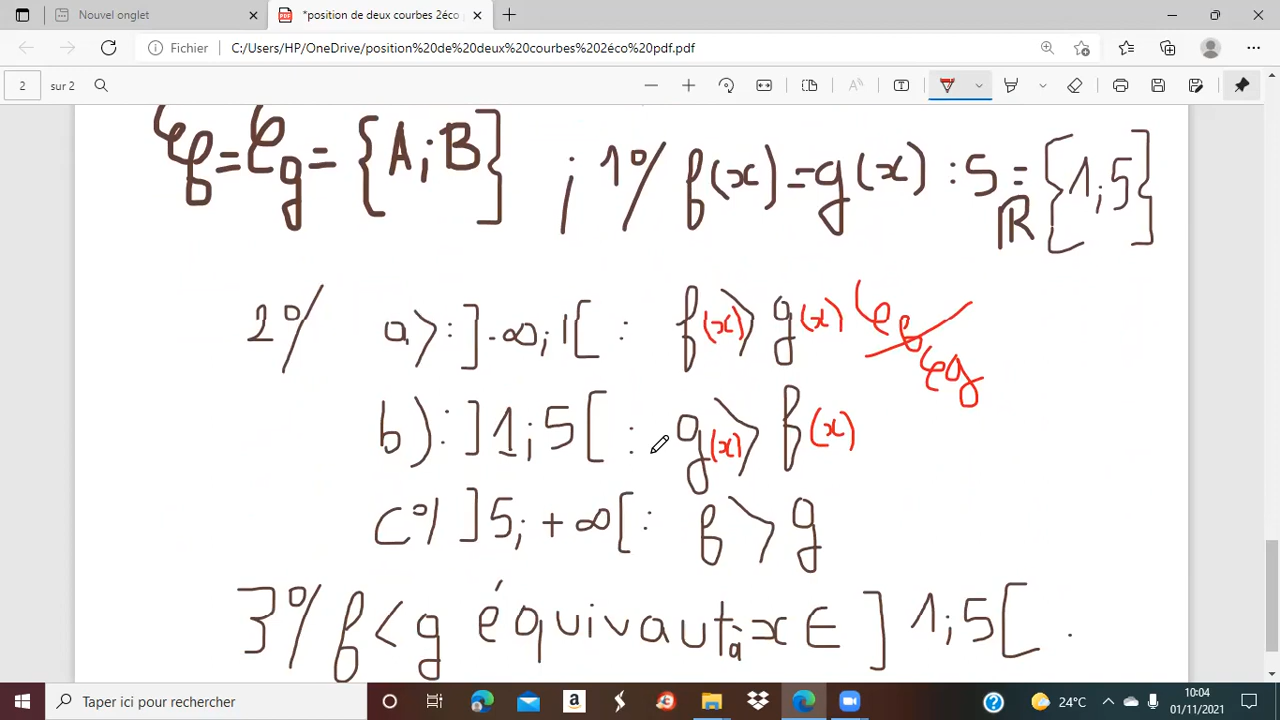 Nouvel onglet
*position de deux courbes 2éco
Fichier
C:/Users/HP/OneDrive/position%20de%20deux%20courbes%202éco%20pdf.pdf
2 sur 2
𝒞f = 𝒞g = {A;B} ; 1°/ f(x) = g(x) : S ℝ = {1;5}
2°/ a) : ]-∞;1[ : f(x) > g(x) 𝒞f / 𝒞g
b) : ]1;5[ : g(x) > f(x)
c°/ ]5;+∞[ : f > g
3°/ f < g équivaut à x ∈ ]1;5[ .
Taper ici pour rechercher
24°C
10:04
01/11/2021